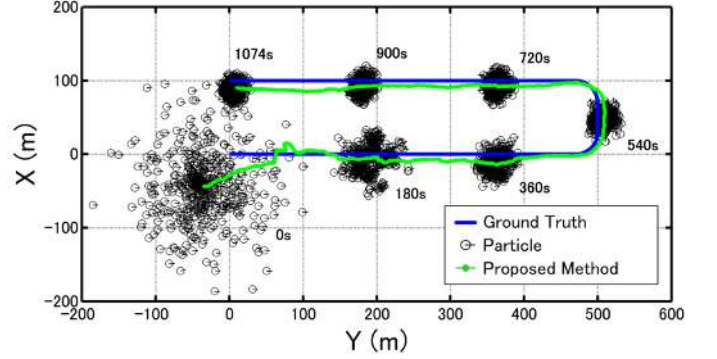 200
1074s
900s
720s
100
X (m)
0
540s
180s
360s
0s
-100
Ground Truth
Particle
Proposed Method
-200
-200
-100
0
100
200
300
400
500
600
Y (m)